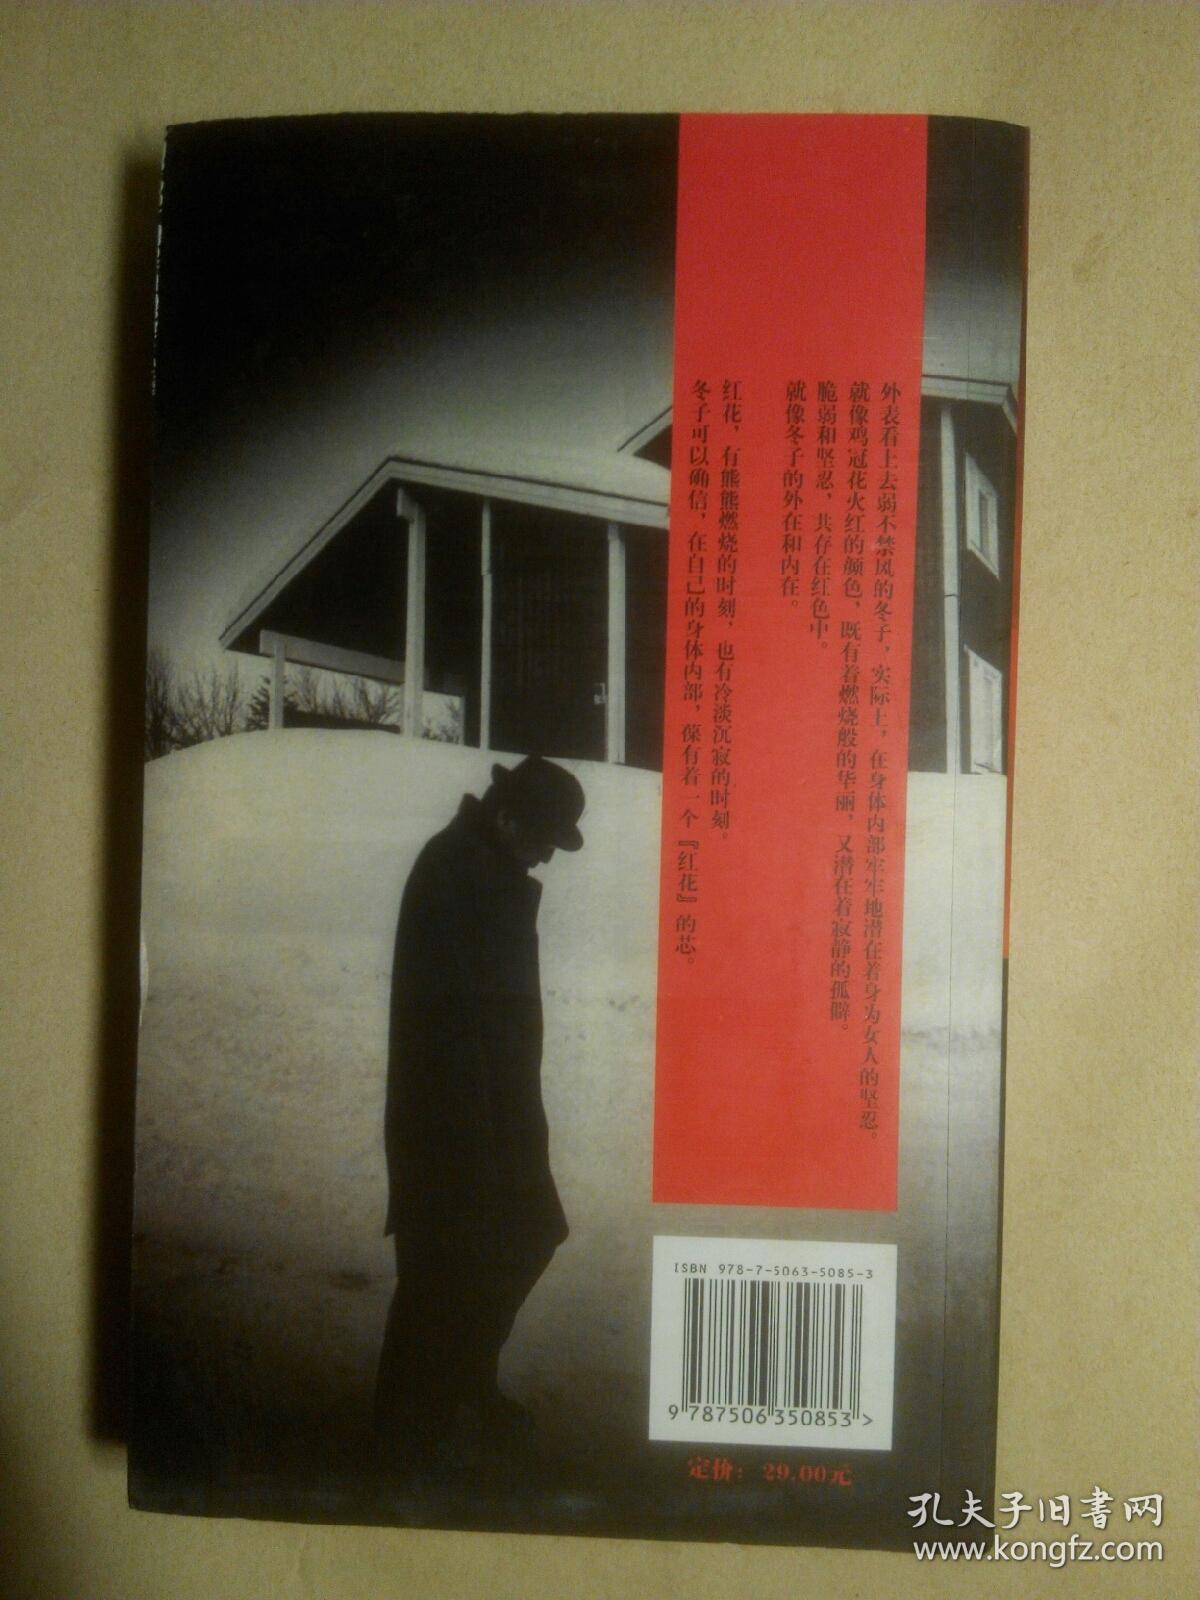 外表看上去弱不禁风的冬子，实际上，在身体内部牢牢地潜在着身为女人的坚忍。
就像鸡冠花火红的颜色，既有着燃烧般的华丽，又潜在着寂静的孤僻。
脆弱和坚忍，共存在红色中。
就像冬子的外在和内在。
红花，有熊熊燃烧的时刻，也有冷淡沉寂的时刻。
冬子可以确信，在自己的身体内部，葆有着一个『红花』的芯。
ISBN 978-7-5063-5085-3
9 787506 350853 >
定价：29.00元
孔夫子旧书网
www.kongfz.com